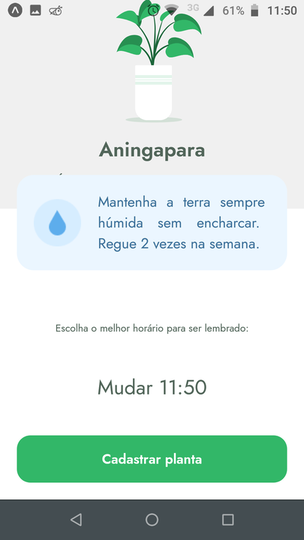 3G 61% 11:50
Aningapara
Mantenha a terra sempre
húmida sem encharcar.
Regue 2 vezes na semana.
Escolha o melhor horário para ser lembrado:
Mudar 11:50
Cadastrar planta